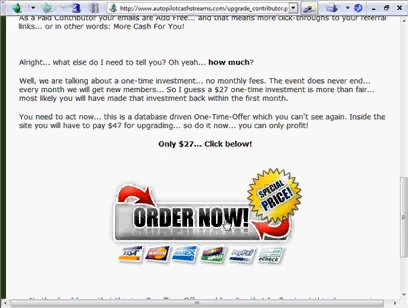 http://www.autopilotcashstreams.com/upgrade_contributor.p
As a Paid Contributor your emails are Add Free... and that means more click-throughs to your referral
links... or in other words: More Cash For You!
Alright... what else do I need to tell you? Oh yeah... how much?
Well, we are talking about a one-time investment... no monthly fees. The event does never end...
every month we will get new members... So I guess a $27 one-time investment is more than fair...
most likely you will have made that investment back within the first month.
You need to act now... this is a database driven One-Time-Offer which you can't see again. Inside the
site you will have to pay $47 for upgrading... so do it now... you can only profit!
Only $27... Click below!
SPECIAL
PRICE!
ORDER NOW!
VISA
PayPal
eCheck